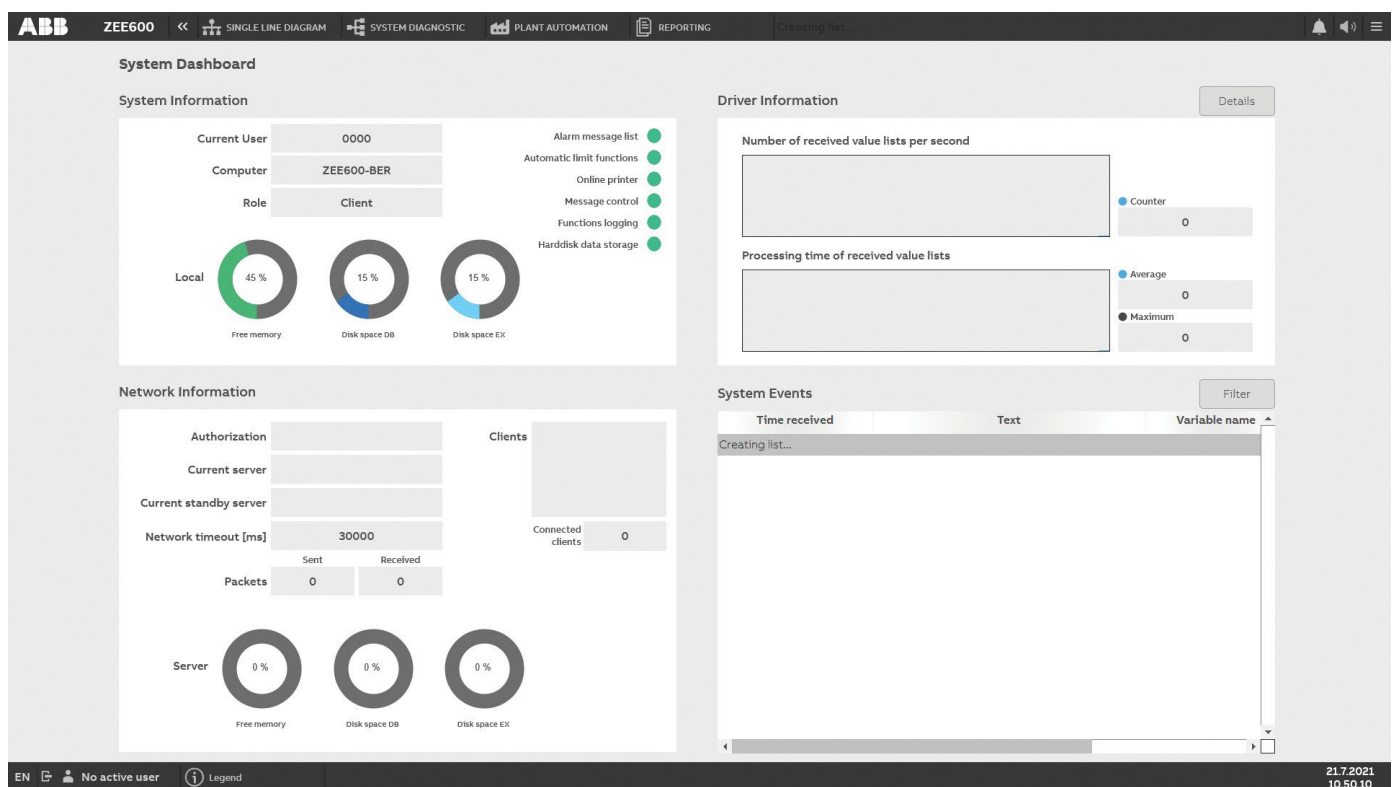 ABB ZEE600 « SINGLE LINE DIAGRAM SYSTEM DIAGNOSTIC PLANT AUTOMATION REPORTING Creating list...
System Dashboard
System Information
Current User 0000
Computer ZEE600-BER
Role Client
Alarm message list
Automatic limit functions
Online printer
Message control
Functions logging
Harddisk data storage
Local 45 % 15 % 15 %
Free memory Disk space DB Disk space EX
Driver Information Details
Number of received value lists per second
Counter
0
Processing time of received value lists
Average
0
Maximum
0
Network Information
Authorization
Current server
Current standby server
Network timeout [ms] 30000
Sent Received
Packets 0 0
Clients
Connected
clients 0
Server 0 % 0 % 0 %
Free memory Disk space DB Disk space EX
System Events Filter
Time received Text Variable name
Creating list...
EN No active user Legend
21.7.2021
10 50 10